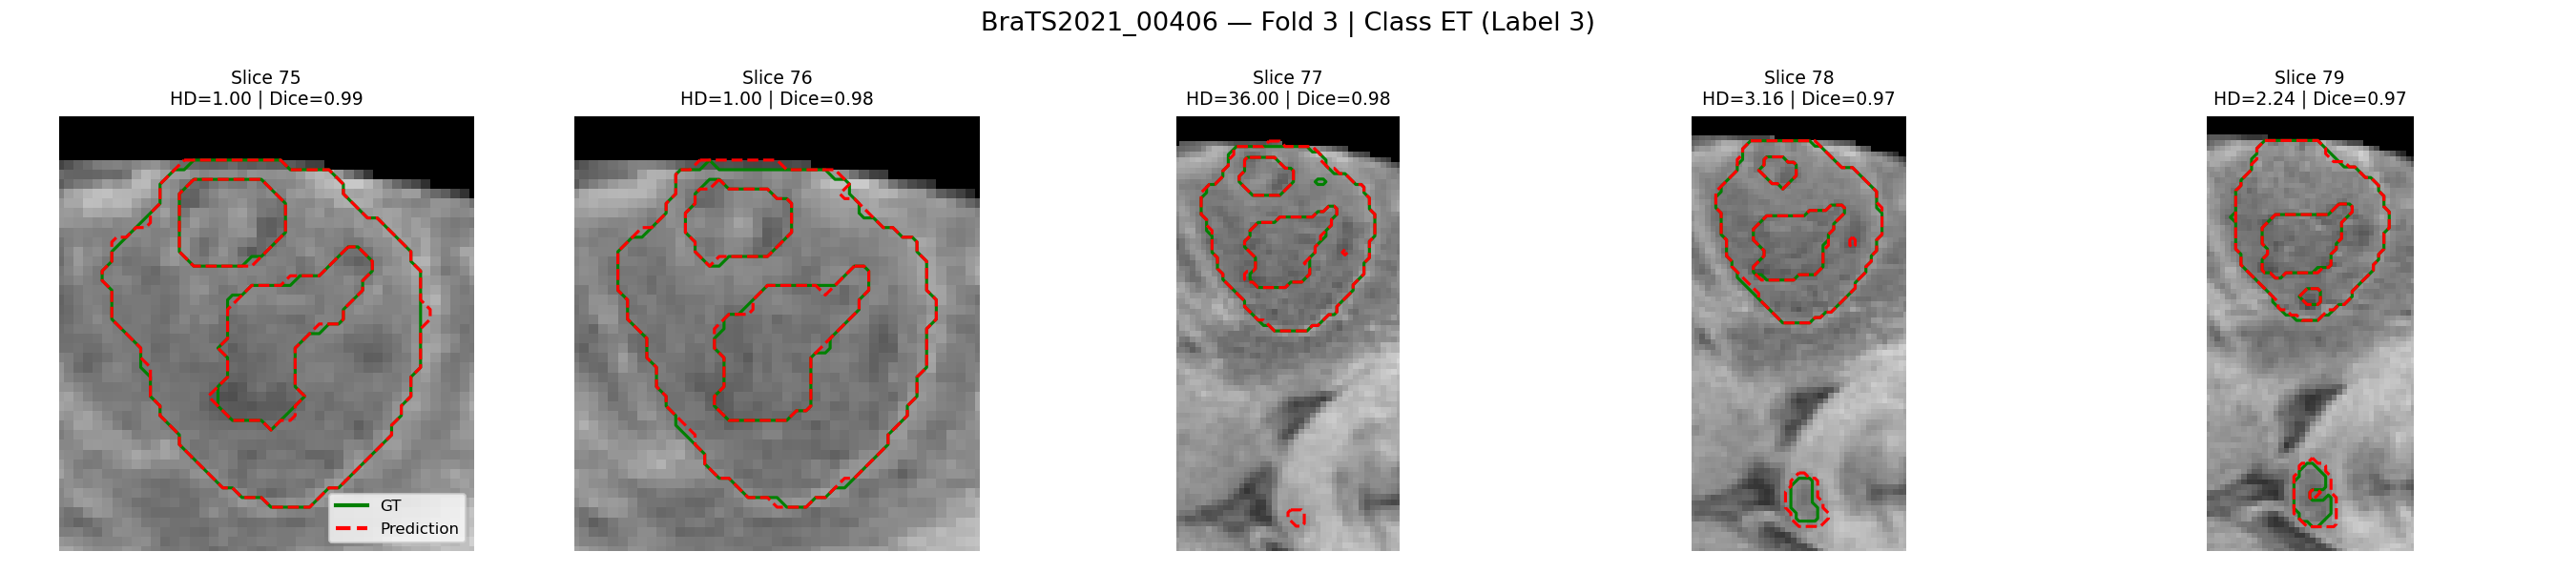 BraTS2021_00406 — Fold 3 | Class ET (Label 3)
Slice 75
HD=1.00 | Dice=0.99
Slice 76
HD=1.00 | Dice=0.98
Slice 77
HD=36.00 | Dice=0.98
Slice 78
HD=3.16 | Dice=0.97
Slice 79
HD=2.24 | Dice=0.97
GT
Prediction